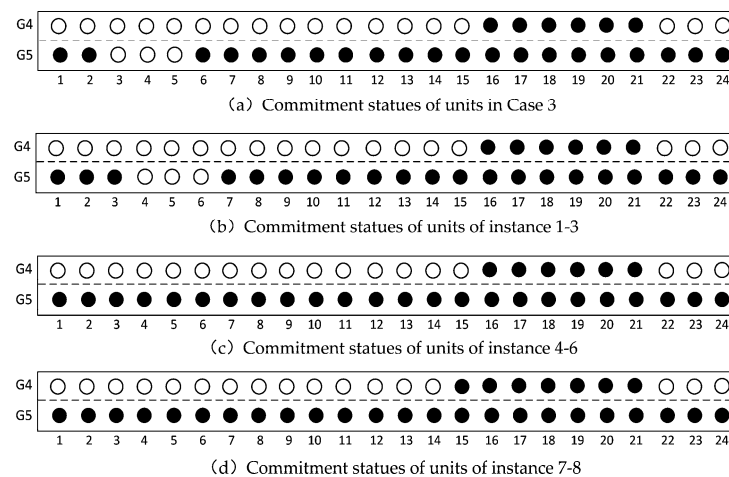 G4
G5
1 2 3 4 5 6 7 8 9 10 11 12 13 14 15 16 17 18 19 20 21 22 23 24
(a) Commitment statues of units in Case 3
G4
G5
1 2 3 4 5 6 7 8 9 10 11 12 13 14 15 16 17 18 19 20 21 22 23 24
(b) Commitment statues of units of instance 1-3
G4
G5
1 2 3 4 5 6 7 8 9 10 11 12 13 14 15 16 17 18 19 20 21 22 23 24
(c) Commitment statues of units of instance 4-6
G4
G5
1 2 3 4 5 6 7 8 9 10 11 12 13 14 15 16 17 18 19 20 21 22 23 24
(d) Commitment statues of units of instance 7-8